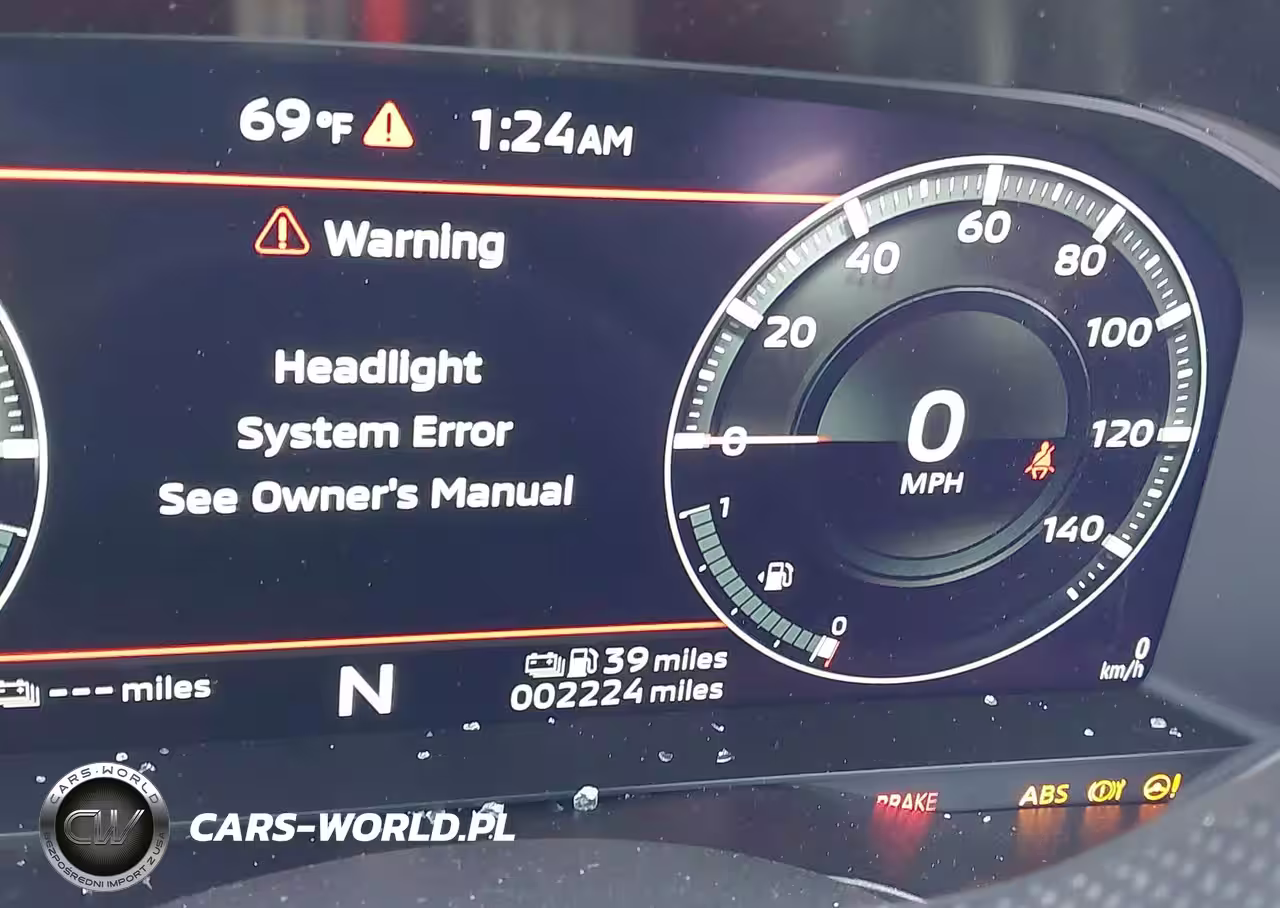 69°F 1:24AM
Warning
Headlight
System Error
See Owner's Manual
0
20
40
60
80
100
120
140
0
MPH
1
0
0
km/h
--- miles
N
39 miles
002224 miles
BRAKE
ABS
CARS-WORLD
CW
BEZPOŚREDNI IMPORT Z USA
CARS-WORLD.PL